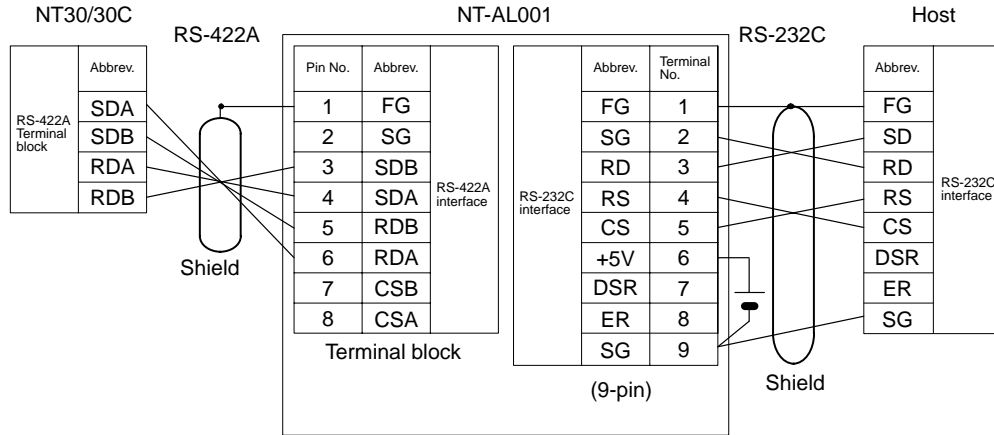 NT30/30C
NT-AL001
Host
RS-422A
RS-232C
Abbrev.
SDA
SDB
RDA
RDB
RS-422A
Terminal
block
Shield
Pin No. Abbrev.
1 FG
2 SG
3 SDB
4 SDA
5 RDB
6 RDA
7 CSB
8 CSA
RS-422A
interface
Terminal block
RS-232C
interface
Abbrev. Terminal
No.
FG 1
SG 2
RD 3
RS 4
CS 5
+5V 6
DSR 7
ER 8
SG 9
(9-pin)
Shield
Abbrev.
FG
SD
RD
RS
CS
DSR
ER
SG
RS-232C
interface